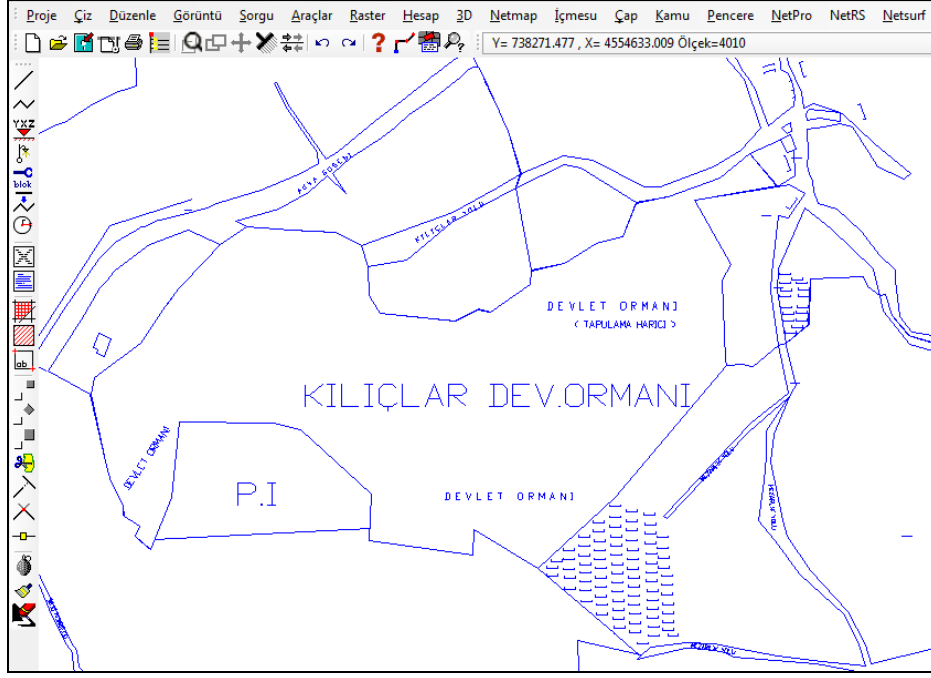 Proje Çiz Düzenle Görüntü Sorgu Araçlar Raster Hesap 3D Netmap İçmesu Çap Kamu Pencere NetPro NetRS Netsurf
Y= 738271.477 , X= 4554633.009 Ölçek=4010
YXZ
blok
ab
KILIÇLAR YOLU
DEVLET ORMANI
( TAPULAMA HARICI )
KILIÇLAR DEV.ORMANI
DEVLET ORMANI
P.I
DEVLET ORMANI
MEZARLIK YOLU